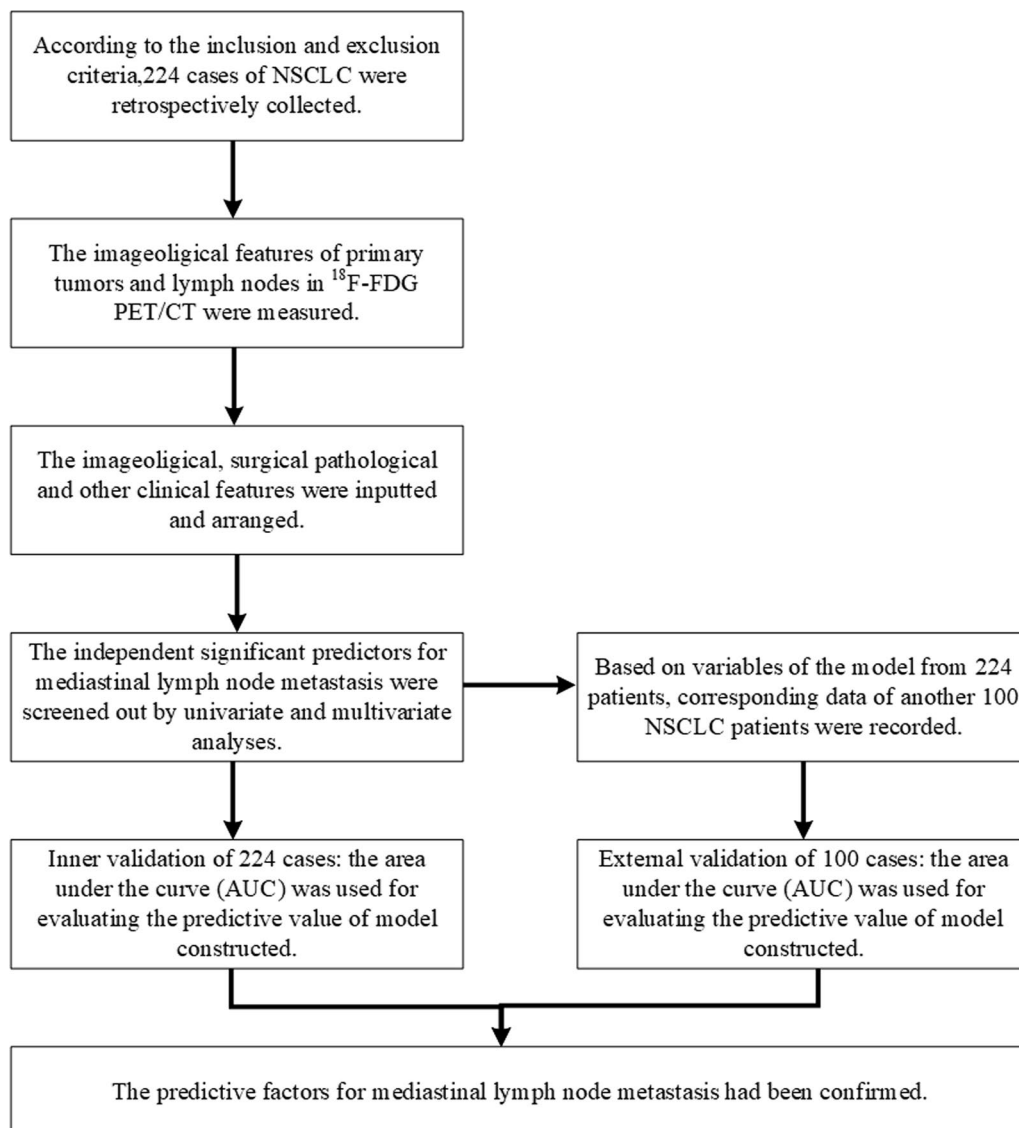 According to the inclusion and exclusion
criteria,224 cases of NSCLC were
retrospectively collected.
The imageoligical features of primary
tumors and lymph nodes in ¹⁸F-FDG
PET/CT were measured.
The imageoligical, surgical pathological
and other clinical features were inputted
and arranged.
The independent significant predictors for
mediastinal lymph node metastasis were
screened out by univariate and multivariate
analyses.
Based on variables of the model from 224
patients, corresponding data of another 100
NSCLC patients were recorded.
Inner validation of 224 cases: the area
under the curve (AUC) was used for
evaluating the predictive value of model
constructed.
External validation of 100 cases: the area
under the curve (AUC) was used for
evaluating the predictive value of model
constructed.
The predictive factors for mediastinal lymph node metastasis had been confirmed.